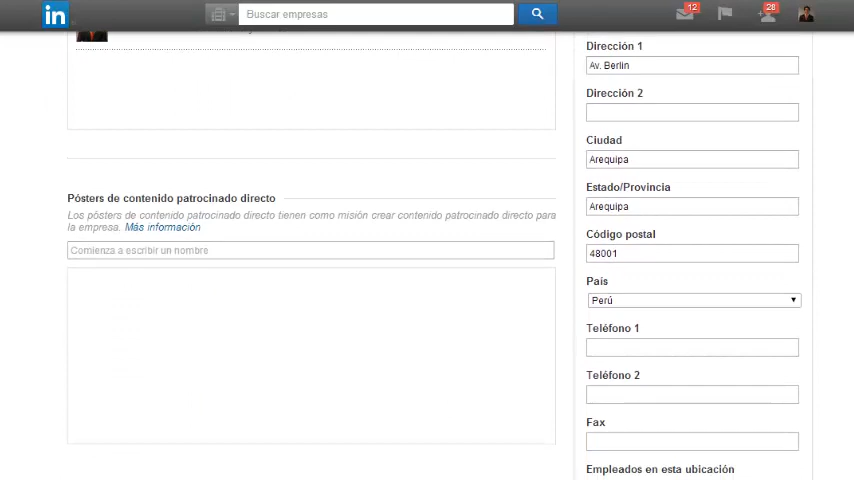 in
Buscar empresas
12
28
Dirección 1
Av. Berlin
Dirección 2
Ciudad
Arequipa
Estado/Provincia
Arequipa
Código postal
48001
País
Perú
Teléfono 1
Teléfono 2
Fax
Empleados en esta ubicación
Pósters de contenido patrocinado directo
Los pósters de contenido patrocinado directo tienen como misión crear contenido patrocinado directo para
la empresa. Más información
Comienza a escribir un nombre